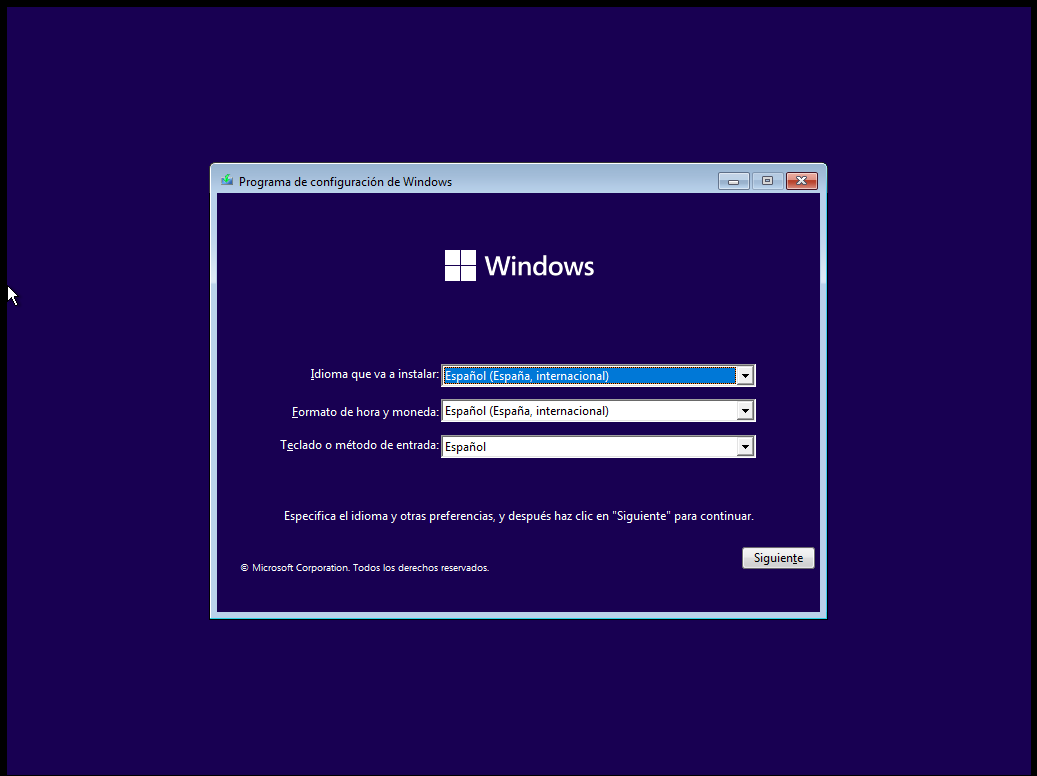 Programa de configuración de Windows
Windows
Idioma que va a instalar: Español (España, internacional)
Formato de hora y moneda: Español (España, internacional)
Teclado o método de entrada: Español
Especifica el idioma y otras preferencias, y después haz clic en "Siguiente" para continuar.
Siguiente
© Microsoft Corporation. Todos los derechos reservados.